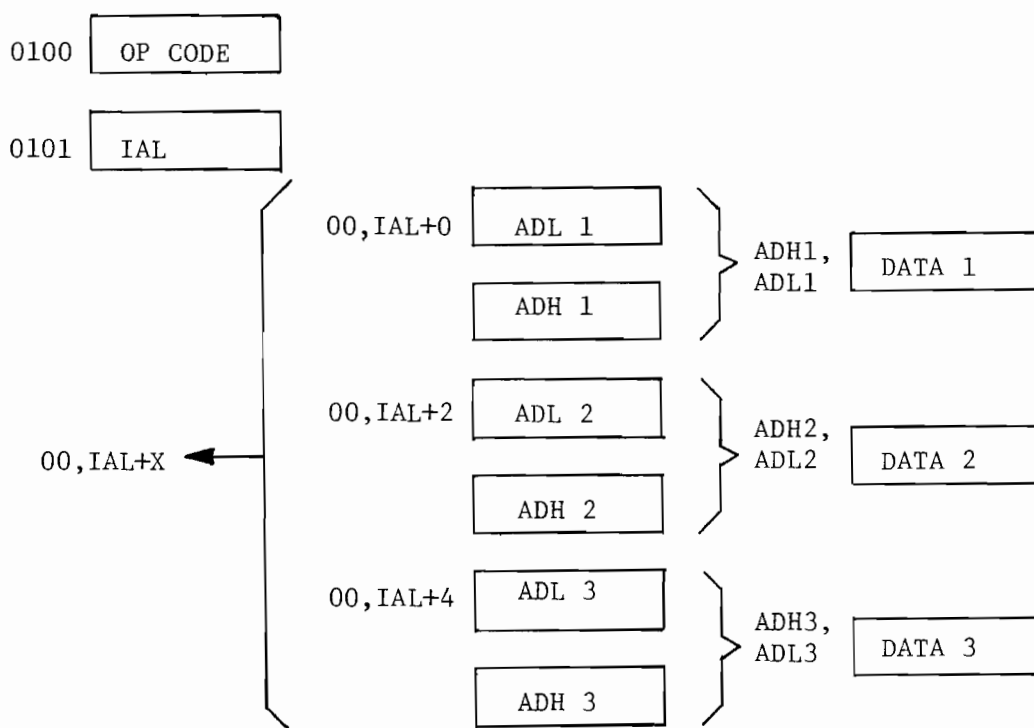 0100 OP CODE
0101 IAL
00,IAL+0 ADL 1
ADH 1
ADH1,
ADL1
DATA 1
00,IAL+2 ADL 2
ADH 2
ADH2,
ADL2
DATA 2
00,IAL+X
00,IAL+4 ADL 3
ADH 3
ADH3,
ADL3
DATA 3